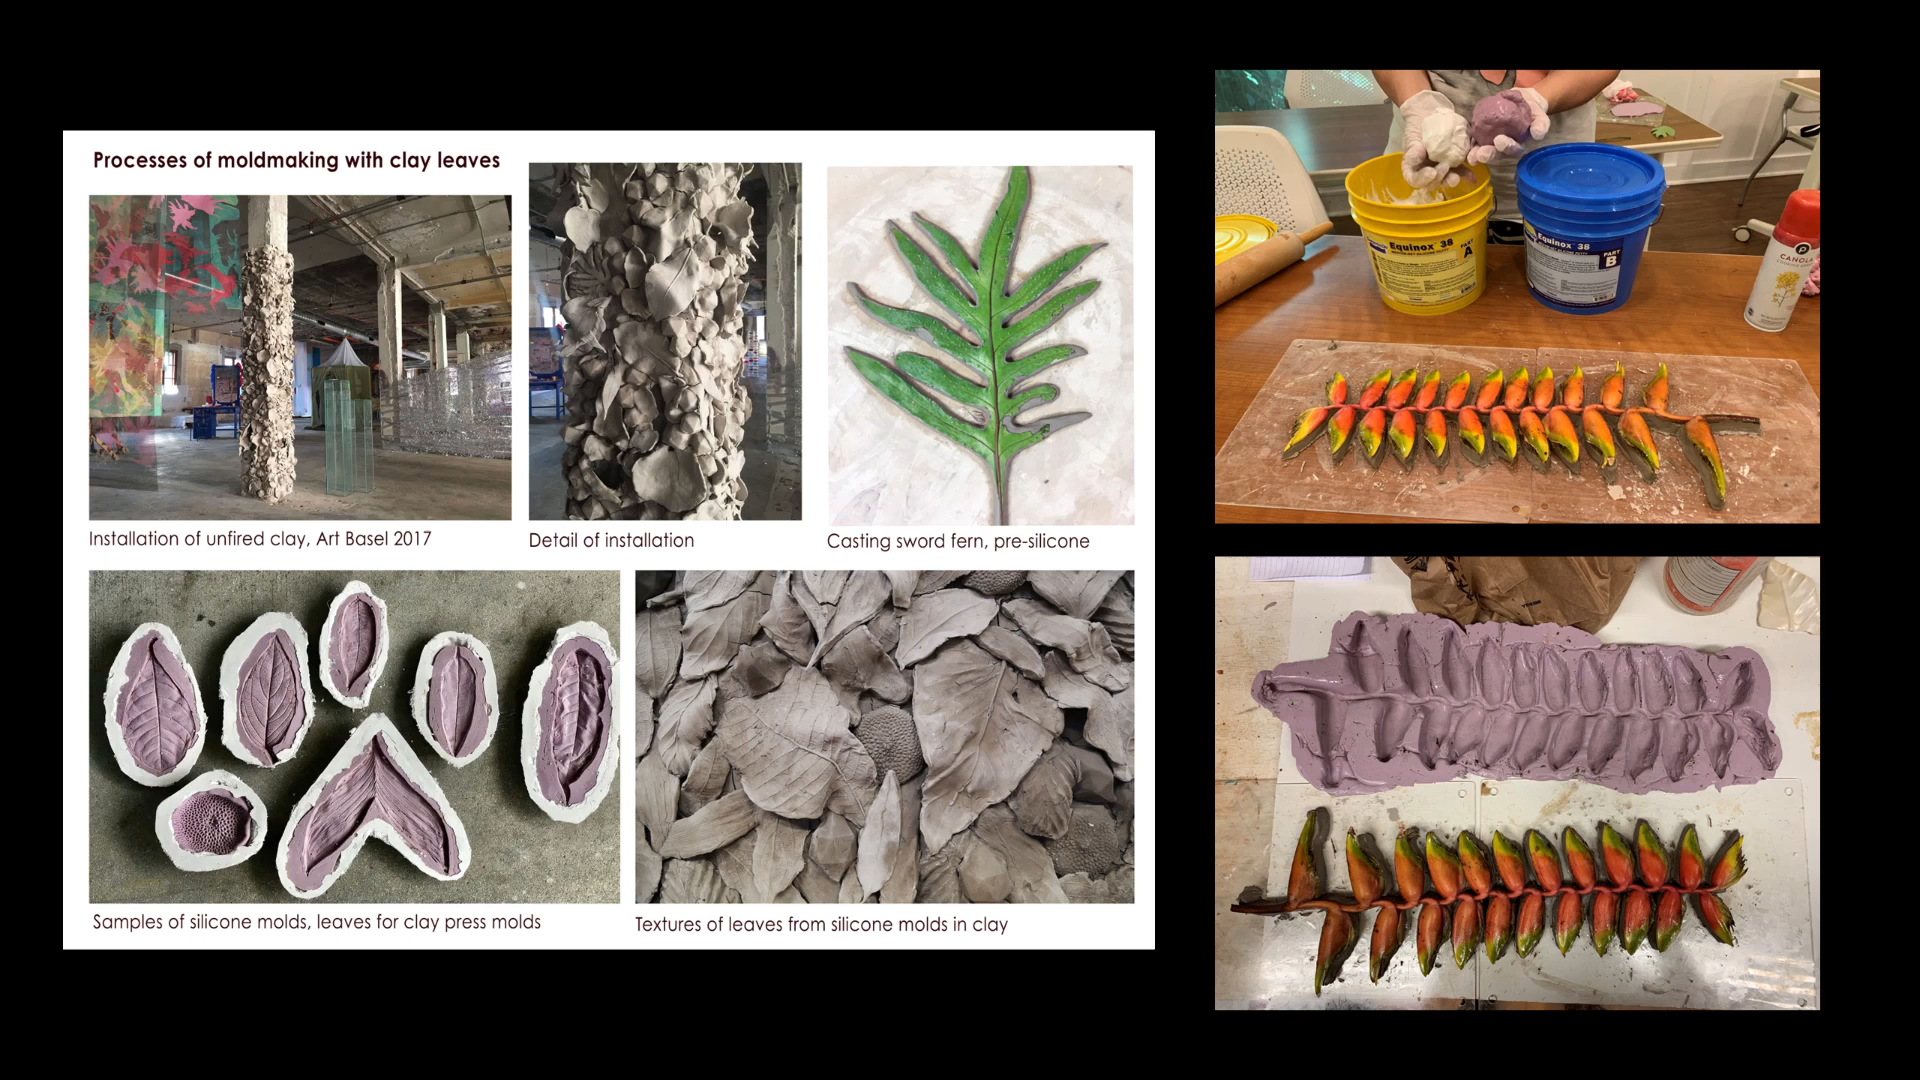 Processes of moldmaking with clay leaves
Installation of unfired clay, Art Basel 2017
Detail of installation
Casting sword fern, pre-silicone
Samples of silicone molds, leaves for clay press molds
Textures of leaves from silicone molds in clay
Equinox 38
PART
A
Equinox 38
PART
B
CANOLA